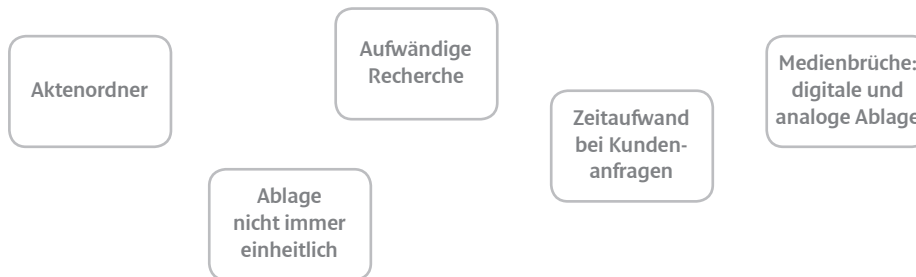 Aktenordner
Ablage
nicht immer
einheitlich
Aufwändige
Recherche
Zeitaufwand
bei Kunden-
anfragen
Medienbrüche:
digitale und
analoge Ablage